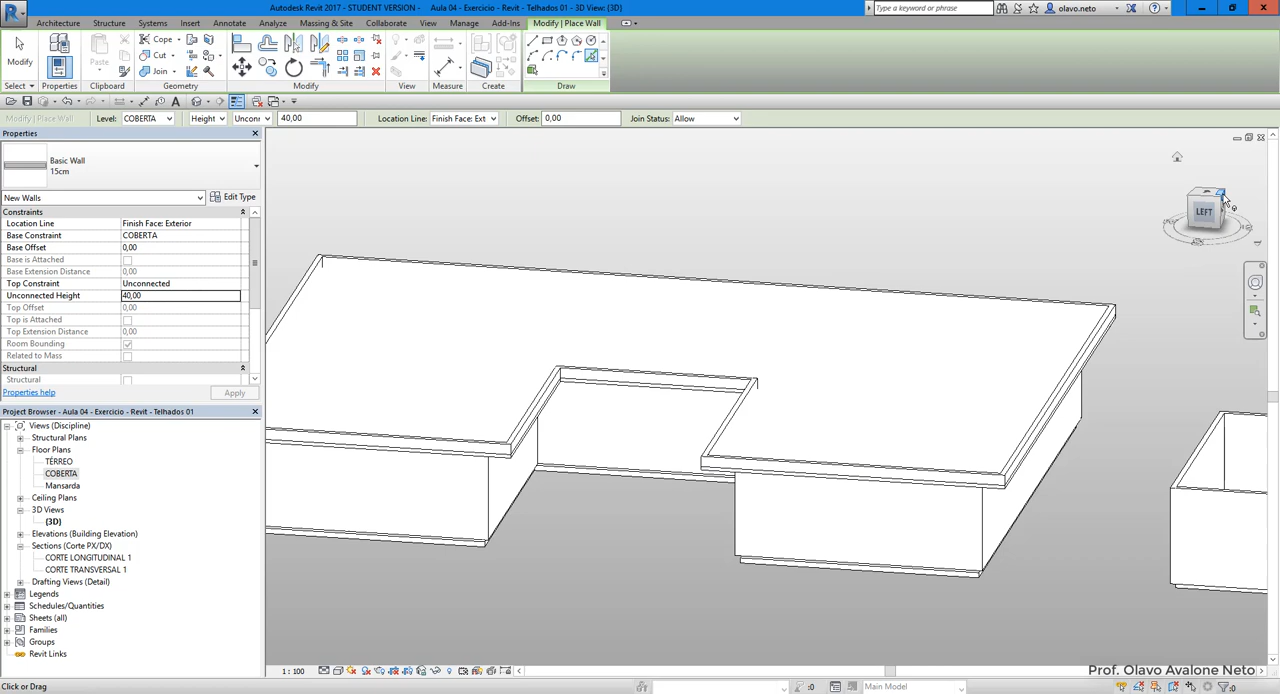 Autodesk Revit 2017 - STUDENT VERSION -    Aula 04 - Exercicio - Revit - Telhados 01 - 3D View: {3D}
Type a keyword or phrase
olavo.neto
Architecture Structure Systems Insert Annotate Analyze Massing & Site Collaborate View Manage Add-Ins Modify | Place Wall
Modify
Paste
Cope
Cut
Join
Select Properties Clipboard Geometry Modify View Measure Create Draw
Modify | Place Wall
Level: COBERTA Height Unconr 40,00 Location Line: Finish Face: Ext Offset: 0,00 Join Status: Allow
Properties
Basic Wall
15cm
New Walls
Edit Type
Constraints
Location Line Finish Face: Exterior
Base Constraint COBERTA
Base Offset 0,00
Base is Attached
Base Extension Distance 0,00
Top Constraint Unconnected
Unconnected Height 40,00
Top Offset 0,00
Top is Attached
Top Extension Distance 0,00
Room Bounding
Related to Mass
Structural
Structural
Properties help
Apply
Project Browser - Aula 04 - Exercicio - Revit - Telhados 01
Views (Discipline)
Structural Plans
Floor Plans
TÉRREO
COBERTA
Mansarda
Ceiling Plans
3D Views
{3D}
Elevations (Building Elevation)
Sections (Corte PX/DX)
CORTE LONGITUDINAL 1
CORTE TRANSVERSAL 1
Drafting Views (Detail)
Legends
Schedules/Quantities
Sheets (all)
Families
Groups
Revit Links
LEFT
1 : 100
Prof. Olavo Avalone Neto
Click or Drag
:0
Main Model
:0